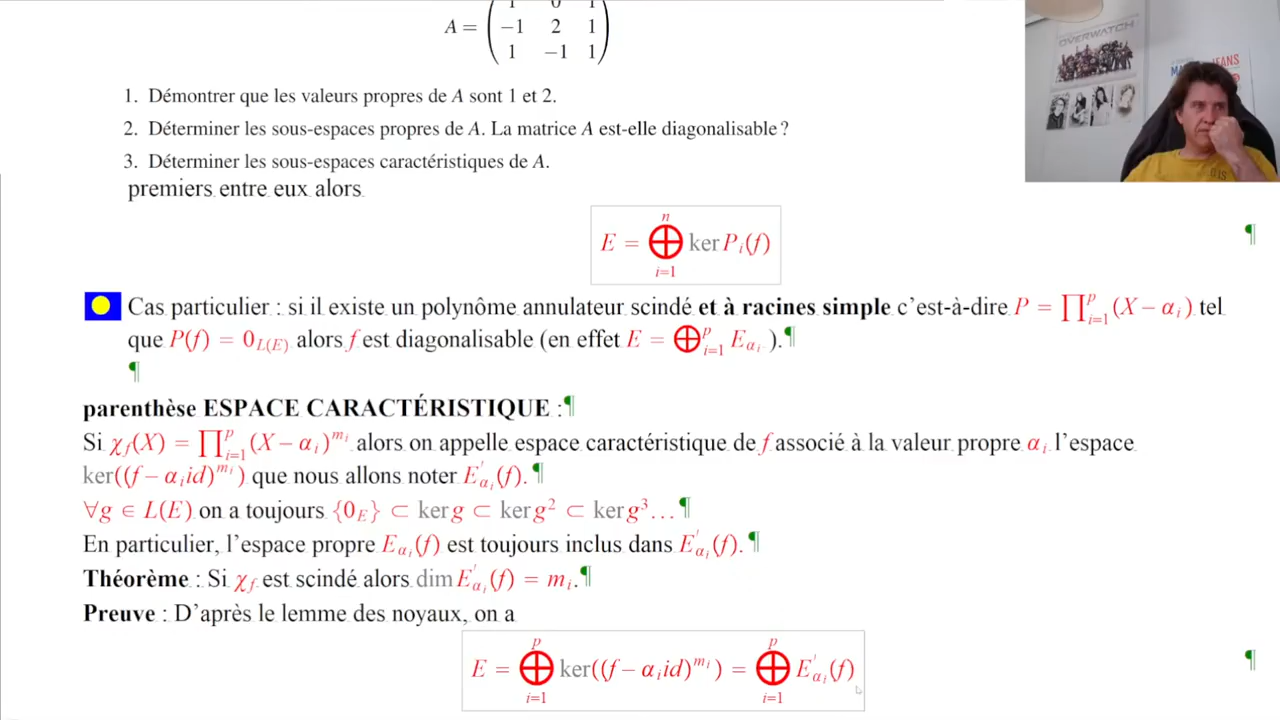 A = ( 1 0 1
−1 2 1
1 −1 1 )
1. Démontrer que les valeurs propres de A sont 1 et 2.
2. Déterminer les sous-espaces propres de A. La matrice A est-elle diagonalisable ?
3. Déterminer les sous-espaces caractéristiques de A.
premiers entre eux alors
E = ⨁_{i=1}^{n} ker P_i(f) ¶
Cas particulier : si il existe un polynôme annulateur scindé et à racines simple c’est-à-dire P = ∏_{i=1}^{p} (X − α_i) tel
que P(f) = 0_{L(E)} alors f est diagonalisable (en effet E = ⨁_{i=1}^{p} E_{α_i} ).¶
¶
parenthèse ESPACE CARACTÉRISTIQUE :¶
Si χ_f(X) = ∏_{i=1}^{p} (X − α_i)^{m_i} alors on appelle espace caractéristique de f associé à la valeur propre α_i l’espace
ker((f − α_i id)^{m_i}) que nous allons noter E'_{α_i}(f).¶
∀g ∈ L(E) on a toujours {0_E} ⊂ ker g ⊂ ker g² ⊂ ker g³…¶
En particulier, l’espace propre E_{α_i}(f) est toujours inclus dans E'_{α_i}(f).¶
Théorème : Si χ_f est scindé alors dim E'_{α_i}(f) = m_i.¶
Preuve : D’après le lemme des noyaux, on a
E = ⨁_{i=1}^{p} ker((f − α_i id)^{m_i}) = ⨁_{i=1}^{p} E'_{α_i}(f) ¶
OVERWATCH